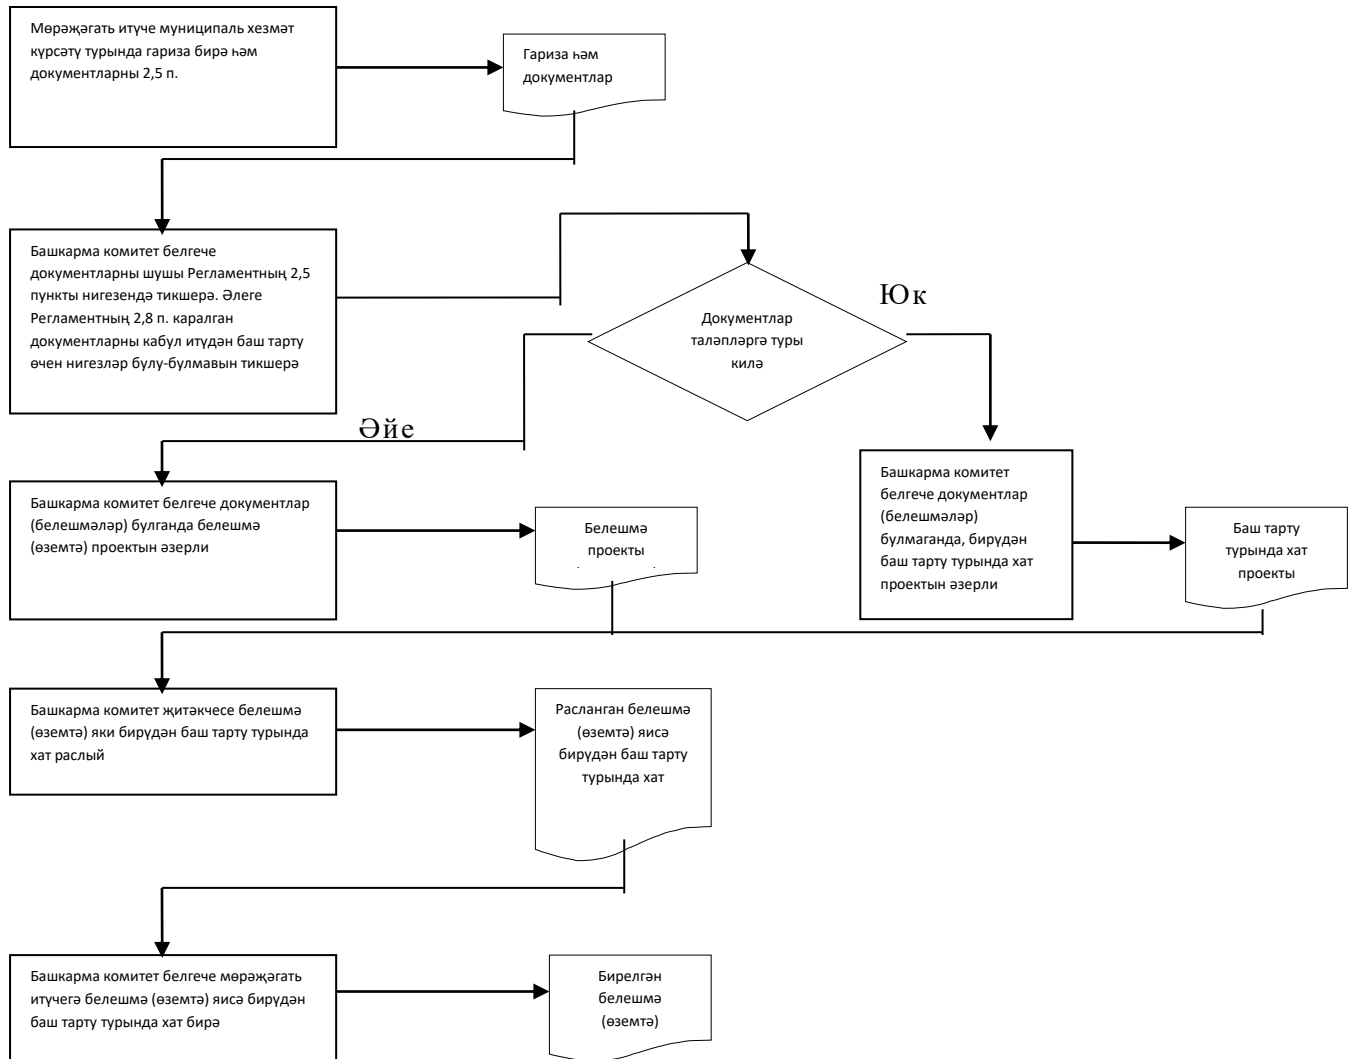 Мөрәҗәгать итүче муниципаль хезмәт
күрсәтү турында гариза бирә һәм
документларны 2,5 п.
Гариза һәм
документлар
Башкарма комитет белгече
документларны шушы Регламентның 2,5
пункты нигезендә тикшерә. Әлеге
Регламентның 2,8 п. каралган
документларны кабул итүдән баш тарту
өчен нигезләр булу-булмавын тикшерә
Документлар
таләпләргә туры
килә
Юк
Әйе
Башкарма комитет белгече документлар
(белешмәләр) булганда белешмә
(өземтә) проектын әзерли
Белешмә
проекты
Башкарма комитет
белгече документлар
(белешмәләр)
булмаганда, бирүдән
баш тарту турында хат
проектын әзерли
Баш тарту
турында хат
проекты
Башкарма комитет җитәкчесе белешмә
(өземтә) яки бирүдән баш тарту турында
хат раслый
Расланган белешмә
(өземтә) яисә
бирүдән баш тарту
турында хат
Башкарма комитет белгече мөрәҗәгать
итүчегә белешмә (өземтә) яисә бирүдән
баш тарту турында хат бирә
Бирелгән
белешмә
(өземтә)